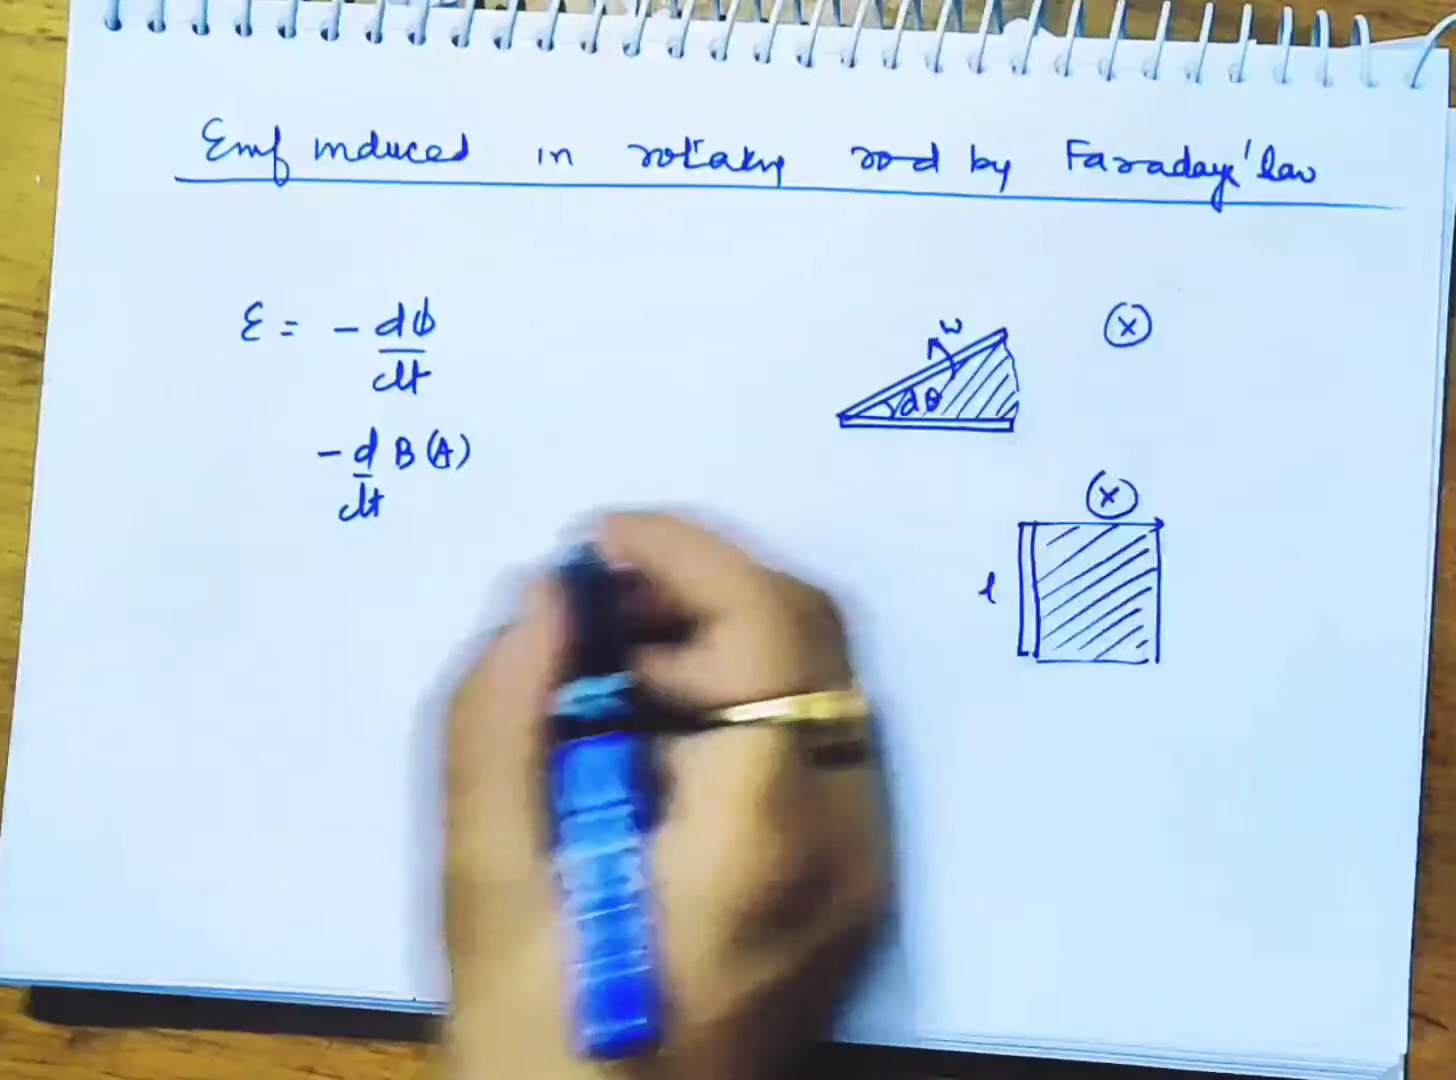 Emf induced in rotating rod by Faraday's law
ε = - dϕ
dt
- d B (A)
dt
ω
dθ
x
x
l